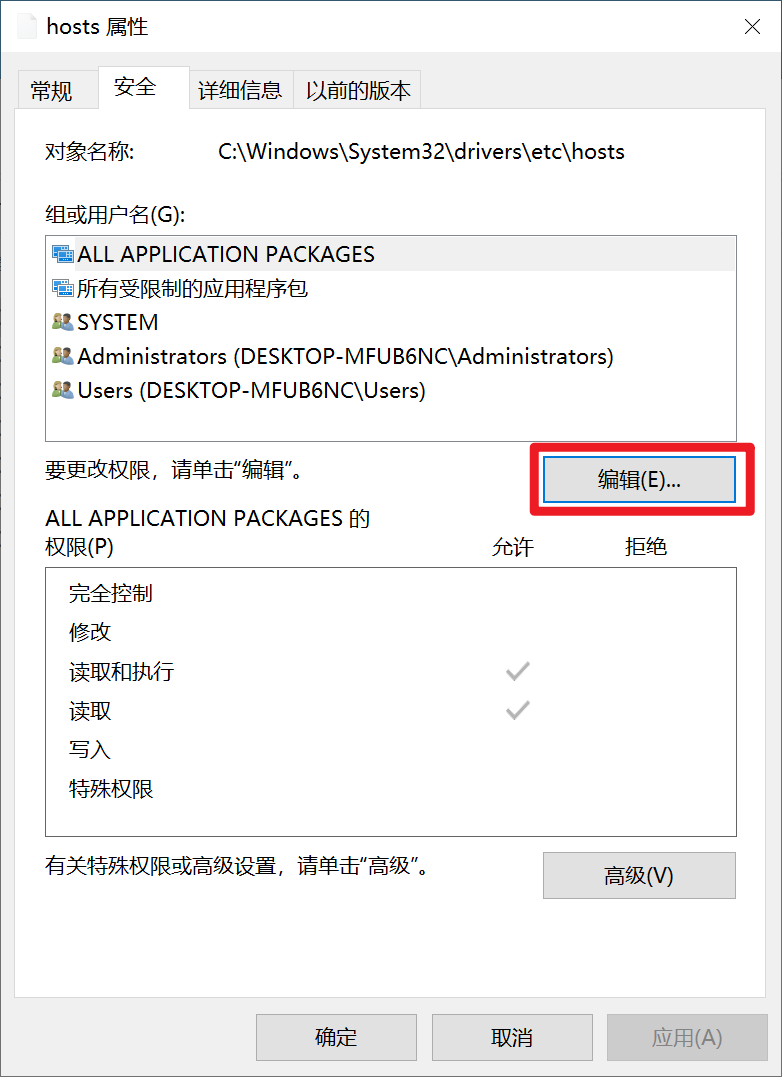 hosts 属性
常规 安全 详细信息 以前的版本
对象名称: C:\Windows\System32\drivers\etc\hosts
组或用户名(G):
ALL APPLICATION PACKAGES
所有受限制的应用程序包
SYSTEM
Administrators (DESKTOP-MFUB6NC\Administrators)
Users (DESKTOP-MFUB6NC\Users)
要更改权限，请单击“编辑”。
编辑(E)...
ALL APPLICATION PACKAGES 的
权限(P) 允许 拒绝
完全控制
修改
读取和执行
读取
写入
特殊权限
有关特殊权限或高级设置，请单击“高级”。
高级(V)
确定 取消 应用(A)